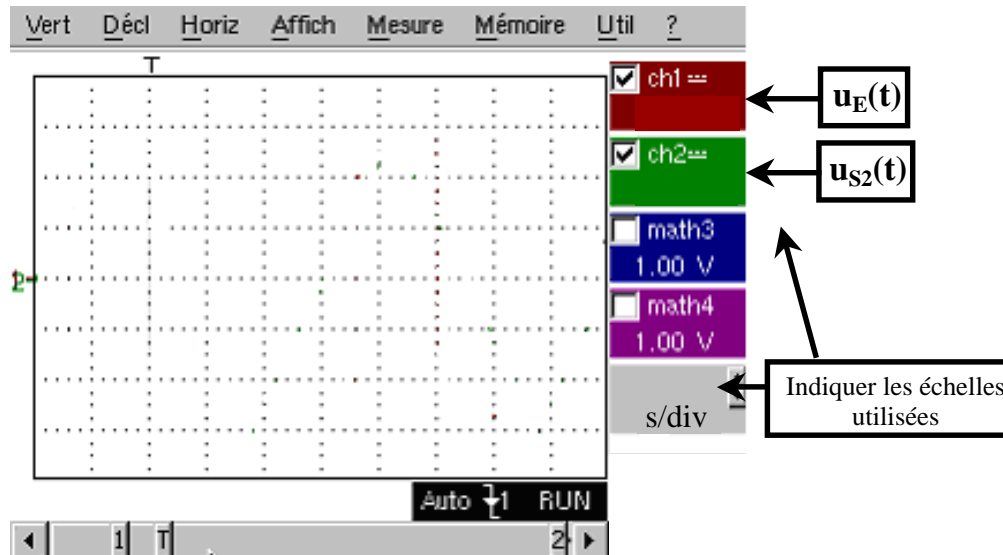 Vert Décl Horiz Affich Mesure Mémoire Util ?
T
ch1
uE(t)
ch2
uS2(t)
math3
1.00 V
2
math4
1.00 V
Indiquer les échelles
utilisées
s/div
Auto 1 RUN
1 T 2